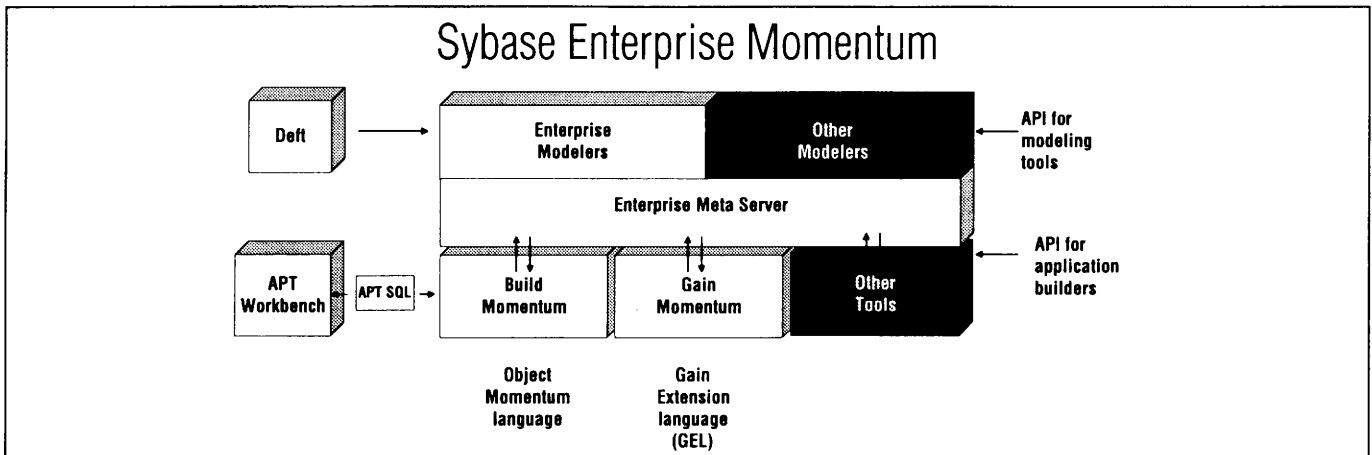 Sybase Enterprise Momentum
Deft
Enterprise
Modelers
Other
Modelers
API for
modeling
tools
Enterprise Meta Server
APT
Workbench
APT SQL
Build
Momentum
Gain
Momentum
Other
Tools
API for
application
builders
Object
Momentum
language
Gain
Extension
language
(GEL)